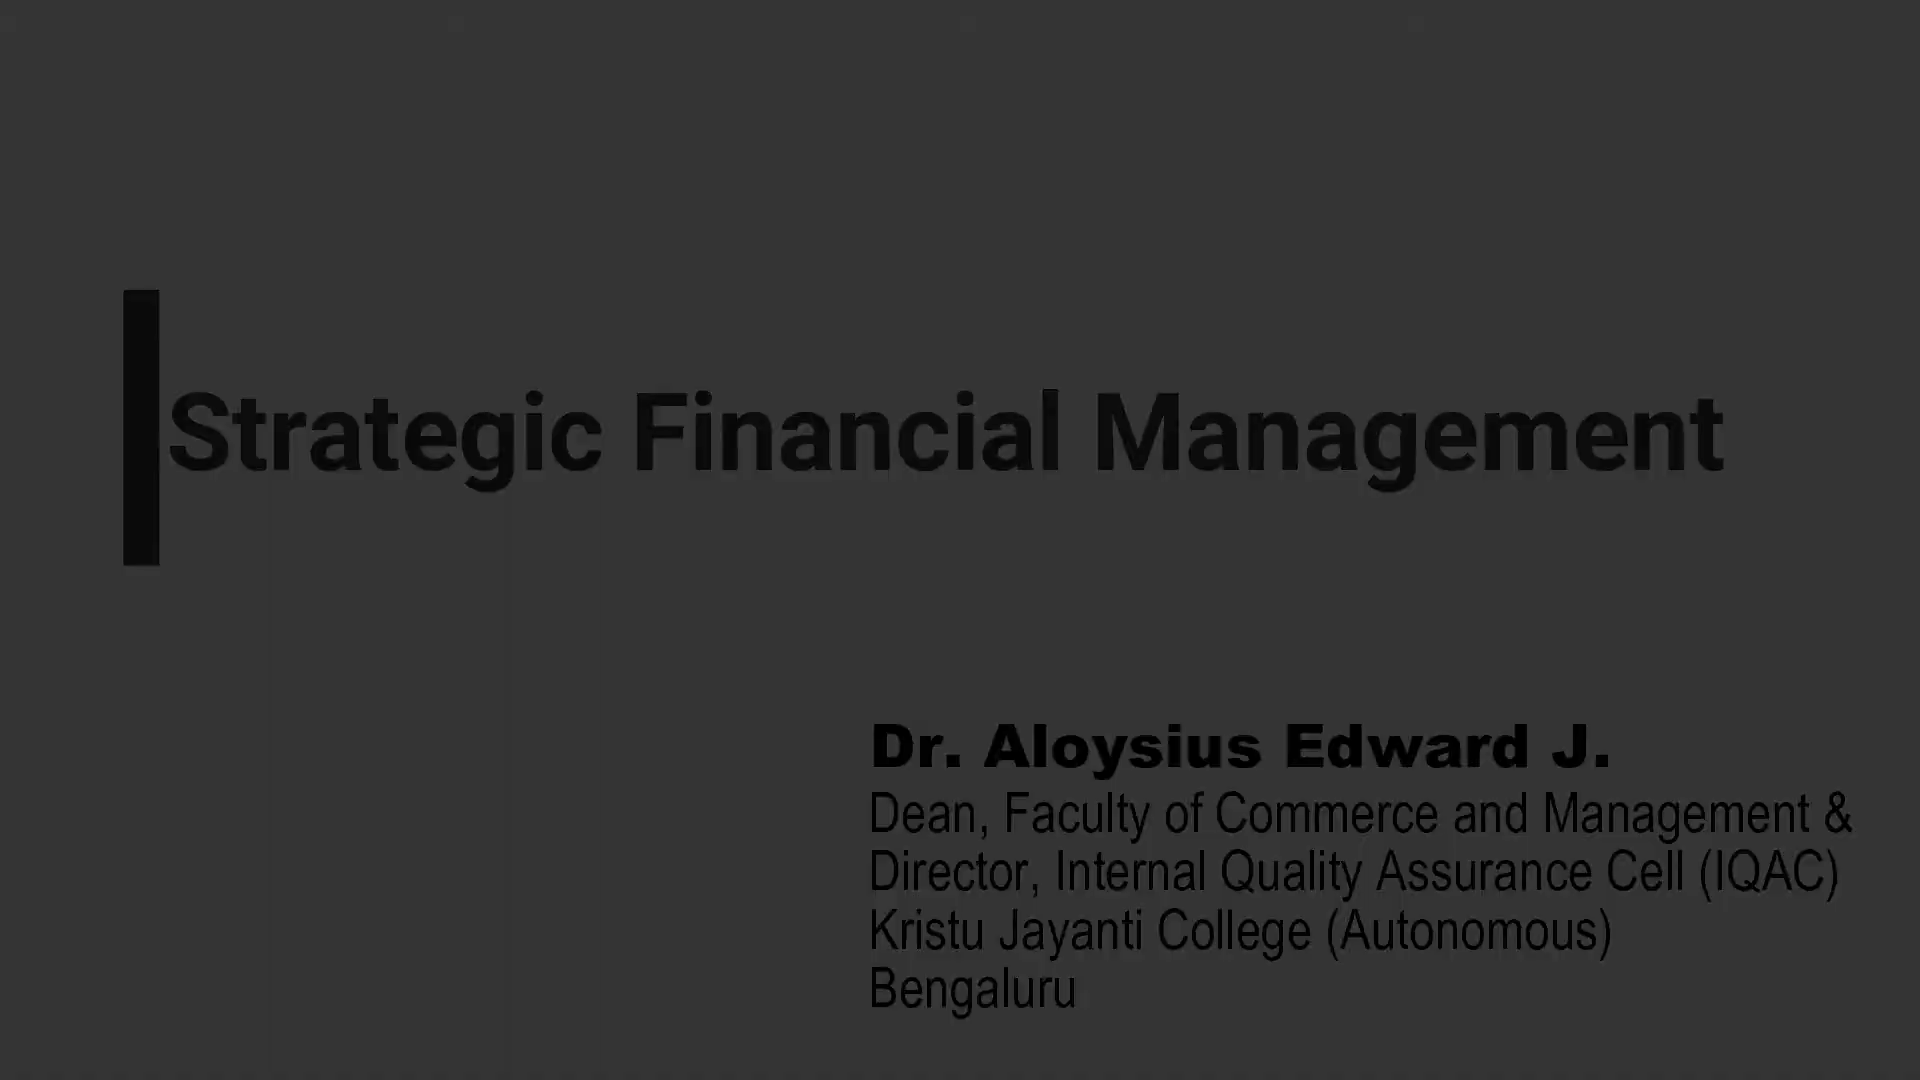 Strategic Financial Management
Dr. Aloysius Edward J.
Dean, Faculty of Commerce and Management &
Director, Internal Quality Assurance Cell (IQAC)
Kristu Jayanti College (Autonomous)
Bengaluru